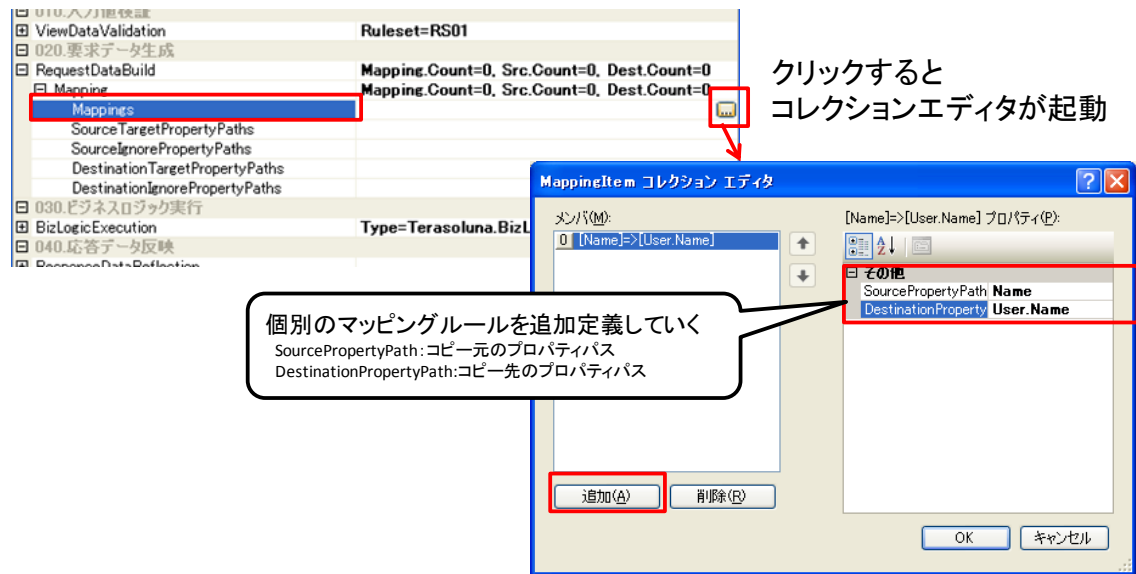 010.入力値検証
ViewDataValidation Ruleset=RS01
020.要求データ生成
RequestDataBuild Mapping.Count=0, Src.Count=0, Dest.Count=0
Mapping Mapping.Count=0, Src.Count=0, Dest.Count=0
Mappings
SourceTargetPropertyPaths
SourceIgnorePropertyPaths
DestinationTargetPropertyPaths
DestinationIgnorePropertyPaths
030.ビジネスロジック実行
BizLogicExecution Type=Terasoluna.BizL
040.応答データ反映
ResponseDataReflection
クリックすると
コレクションエディタが起動
MappingItem コレクション エディタ
メンバ(M):
0 [Name]=>[User.Name]
[Name]=>[User.Name] プロパティ(P):
その他
SourcePropertyPath Name
DestinationProperty User.Name
個別のマッピングルールを追加定義していく
SourcePropertyPath:コピー元のプロパティパス
DestinationPropertyPath:コピー先のプロパティパス
追加(A) 削除(R)
OK キャンセル